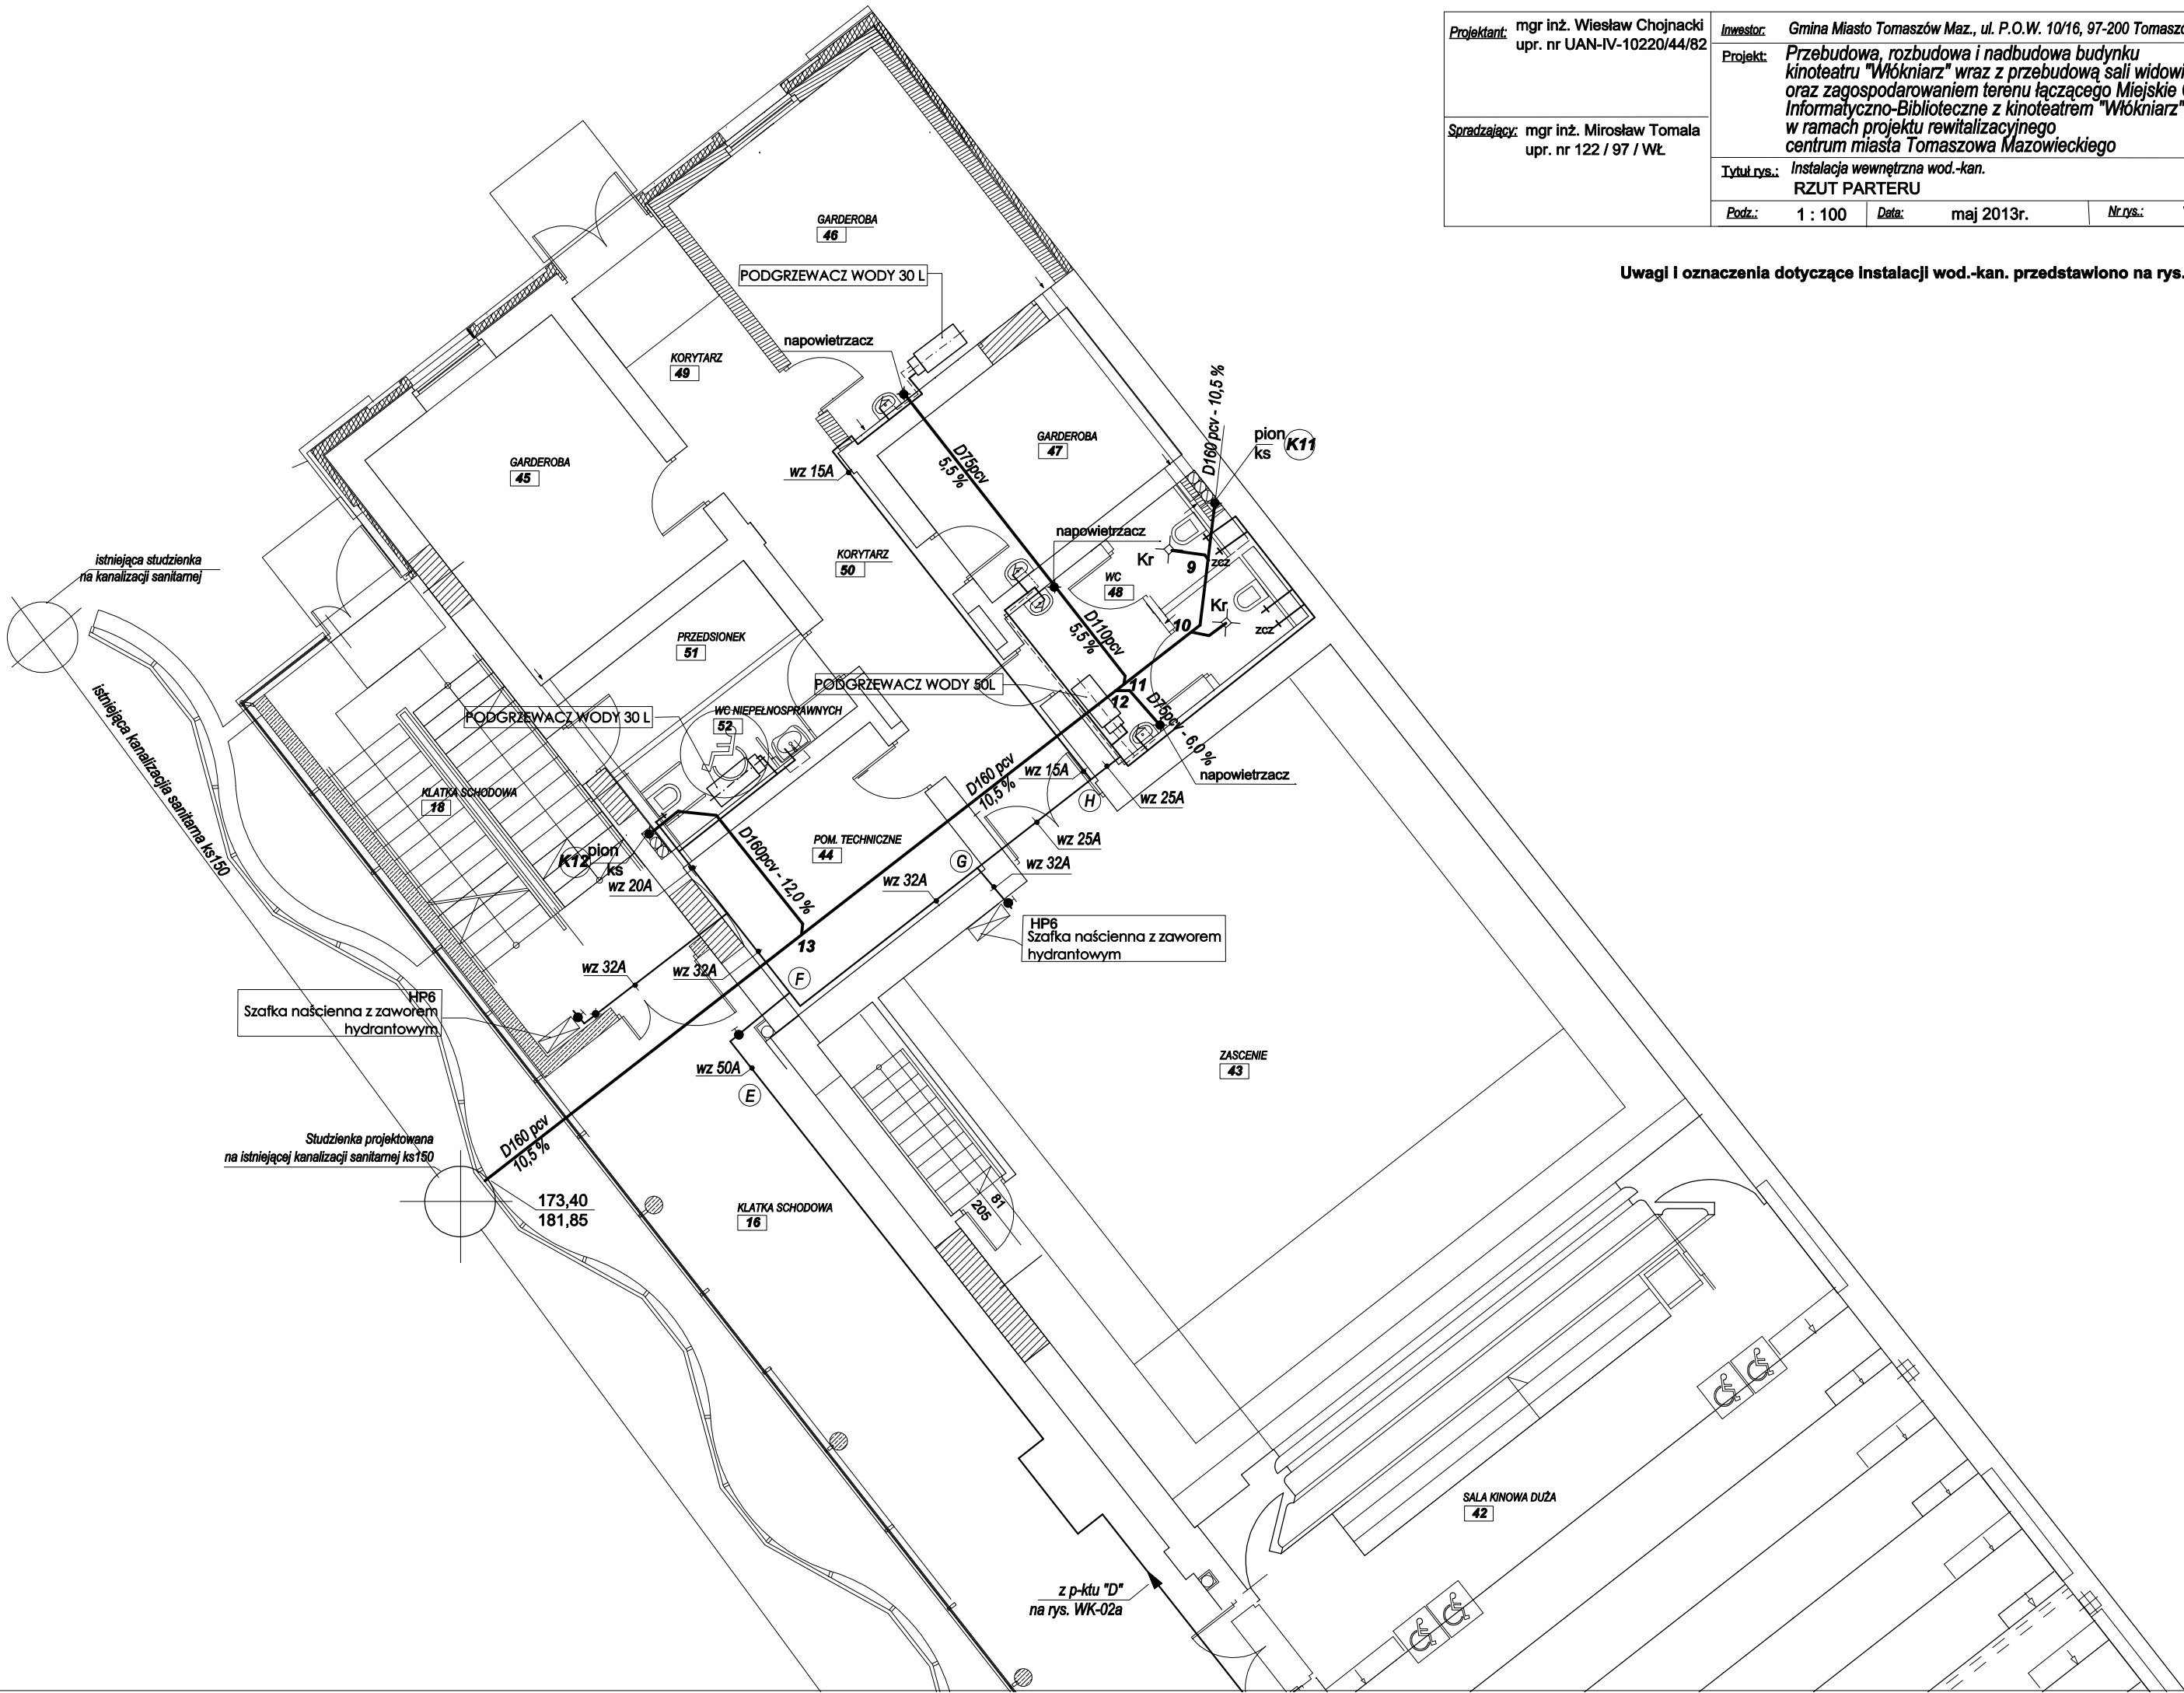 Projektant: mgr inż. Wiesław Chojnacki
upr. nr UAN-IV-10220/44/82
Spradzający: mgr inż. Mirosław Tomala
upr. nr 122 / 97 / WŁ
Inwestor: Gmina Miasto Tomaszów Maz., ul. P.O.W. 10/16, 97-200
Projekt: Przebudowa, rozbudowa i nadbudowa budynku
kinoteatru "Włókniarz" wraz z przebudową sali
oraz zagospodarowaniem terenu łączącego Miejskie
Informatyczno-Biblioteczne z kinoteatrem "Włókniarz"
w ramach projektu rewitalizacyjnego
centrum miasta Tomaszowa Mazowieckiego
Tytuł rys.: Instalacja wewnętrzna wod.-kan.
RZUT PARTERU
Podz.: 1 : 100 Data: maj 2013r. Nr rys.:
Uwagi i oznaczenia dotyczące instalacji wod.-kan. przedstawiono na rys.
GARDEROBA
46
PODGRZEWACZ WODY 30 L
napowietrzacz
KORYTARZ
49
GARDEROBA
45
GARDEROBA
47
D160 pcv - 10,5 %
pion
ks
K11
wz 15A
D75pcv
5,5 %
napowietrzacz
Kr
9
zcz
KORYTARZ
50
WC
48
Kr
10
zcz
D110pcv
5,5 %
istniejąca studzienka
na kanalizacji sanitarnej
PRZEDSIONEK
51
PODGRZEWACZ WODY 50L
11
12
D75pcv - 6,0 %
WC NIEPEŁNOSPRAWNYCH
52
PODGRZEWACZ WODY 30 L
istniejąca kanalizacjia sanitarna ks150
KLATKA SCHODOWA
18
D160 pcv
10,5 %
wz 15A
napowietrzacz
H
wz 25A
wz 25A
POM. TECHNICZNE
44
D160pcv - 12,0 %
K12
pion
ks
wz 20A
G
wz 32A
wz 32A
HP6
Szafka naścienna z zaworem
hydrantowym
13
wz 32A
wz 32A
F
HP6
Szafka naścienna z zaworem
hydrantowym
wz 50A
E
ZASCENIE
43
D160 pcv
10,5 %
Studzienka projektowana
na istniejącej kanalizacji sanitarnej ks150
173,40
181,85
KLATKA SCHODOWA
16
81
205
SALA KINOWA DUŻA
42
z p-ktu "D"
na rys. WK-02a